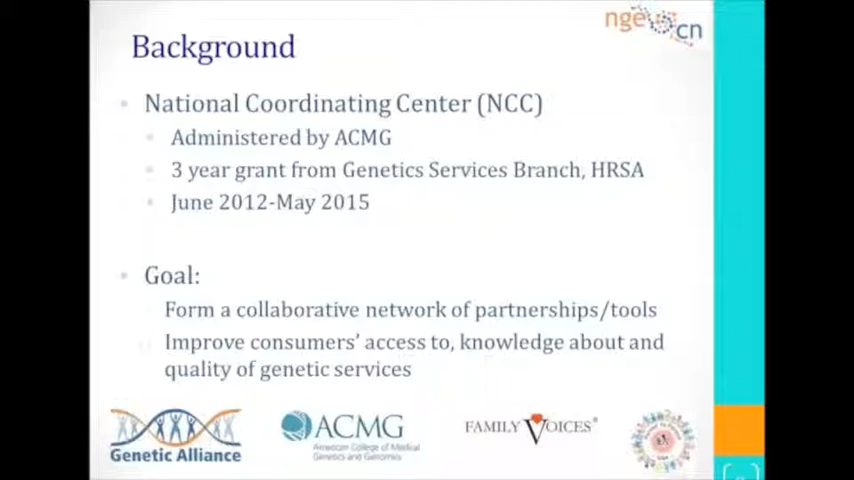 nge cn
Background
National Coordinating Center (NCC)
Administered by ACMG
3 year grant from Genetics Services Branch, HRSA
June 2012-May 2015
Goal:
Form a collaborative network of partnerships/tools
Improve consumers' access to, knowledge about and
quality of genetic services
Genetic Alliance
ACMG
American College of Medical
Genetics and Genomics
FAMILY VOICES®